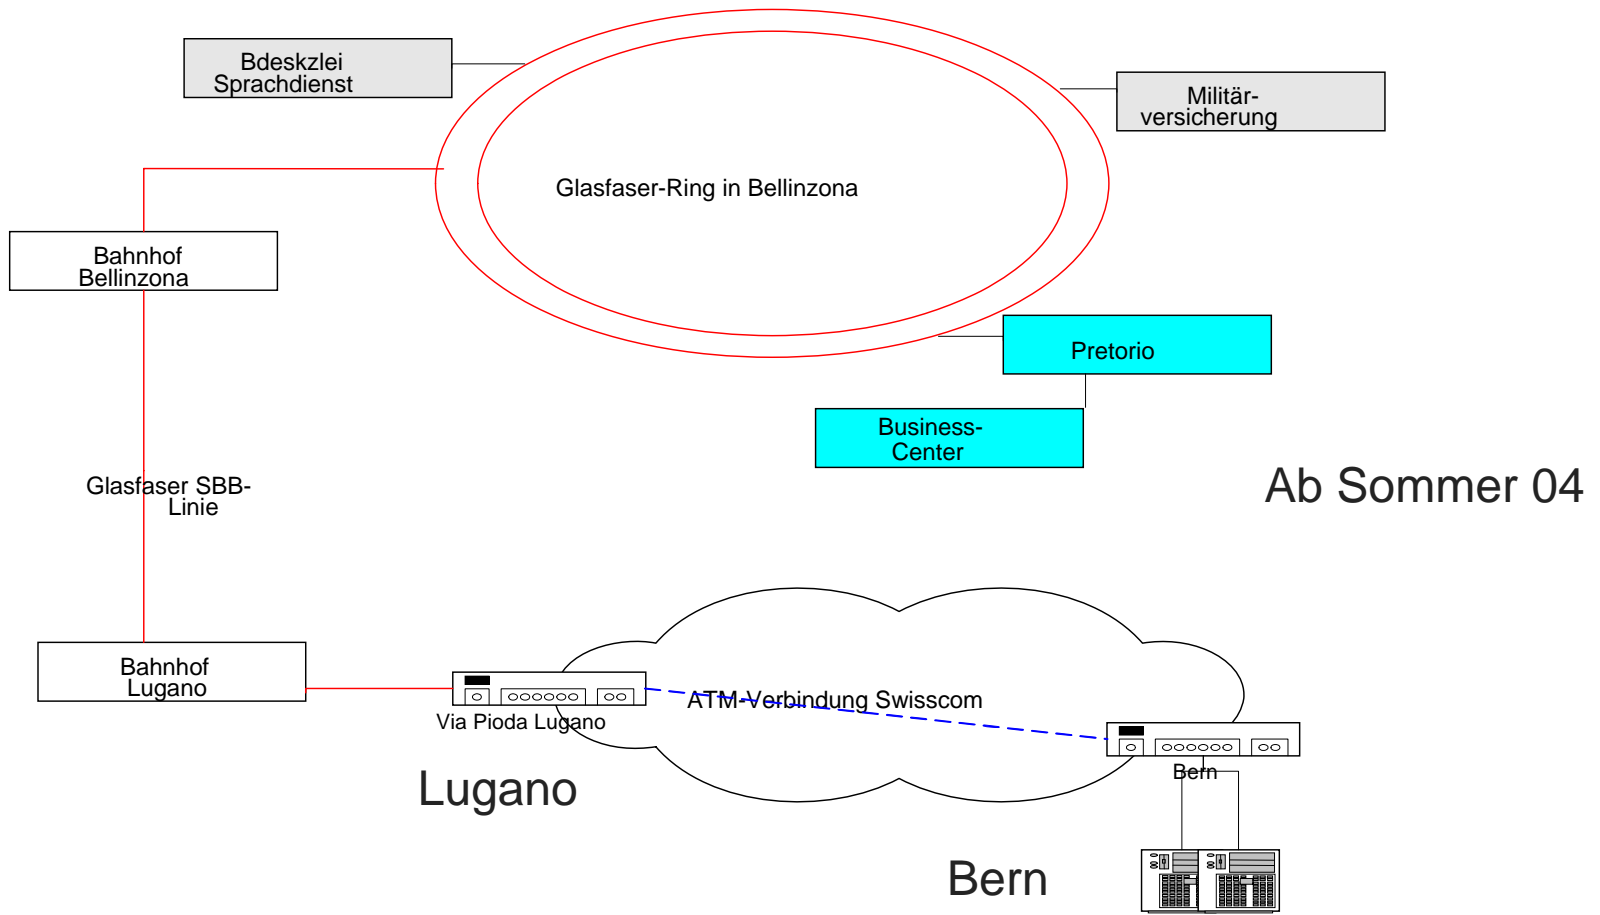 Bdeskzlei
Sprachdienst
Militär-
versicherung
Glasfaser-Ring in Bellinzona
Bahnhof
Bellinzona
Pretorio
Business-
Center
Ab Sommer 04
Glasfaser SBB-
Linie
Bahnhof
Lugano
ATM-Verbindung Swisscom
Via Pioda Lugano
Lugano
Bern
Bern